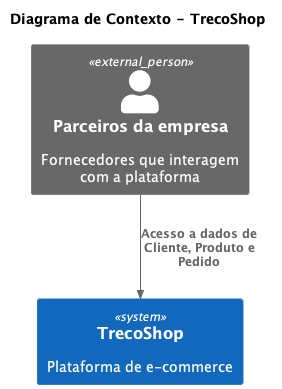 Diagrama de Contexto - TrecoShop
«external_person»
Parceiros da empresa
Fornecedores que interagem
com a plataforma
Acesso a dados de
Cliente, Produto e
Pedido
«system»
TrecoShop
Plataforma de e-commerce